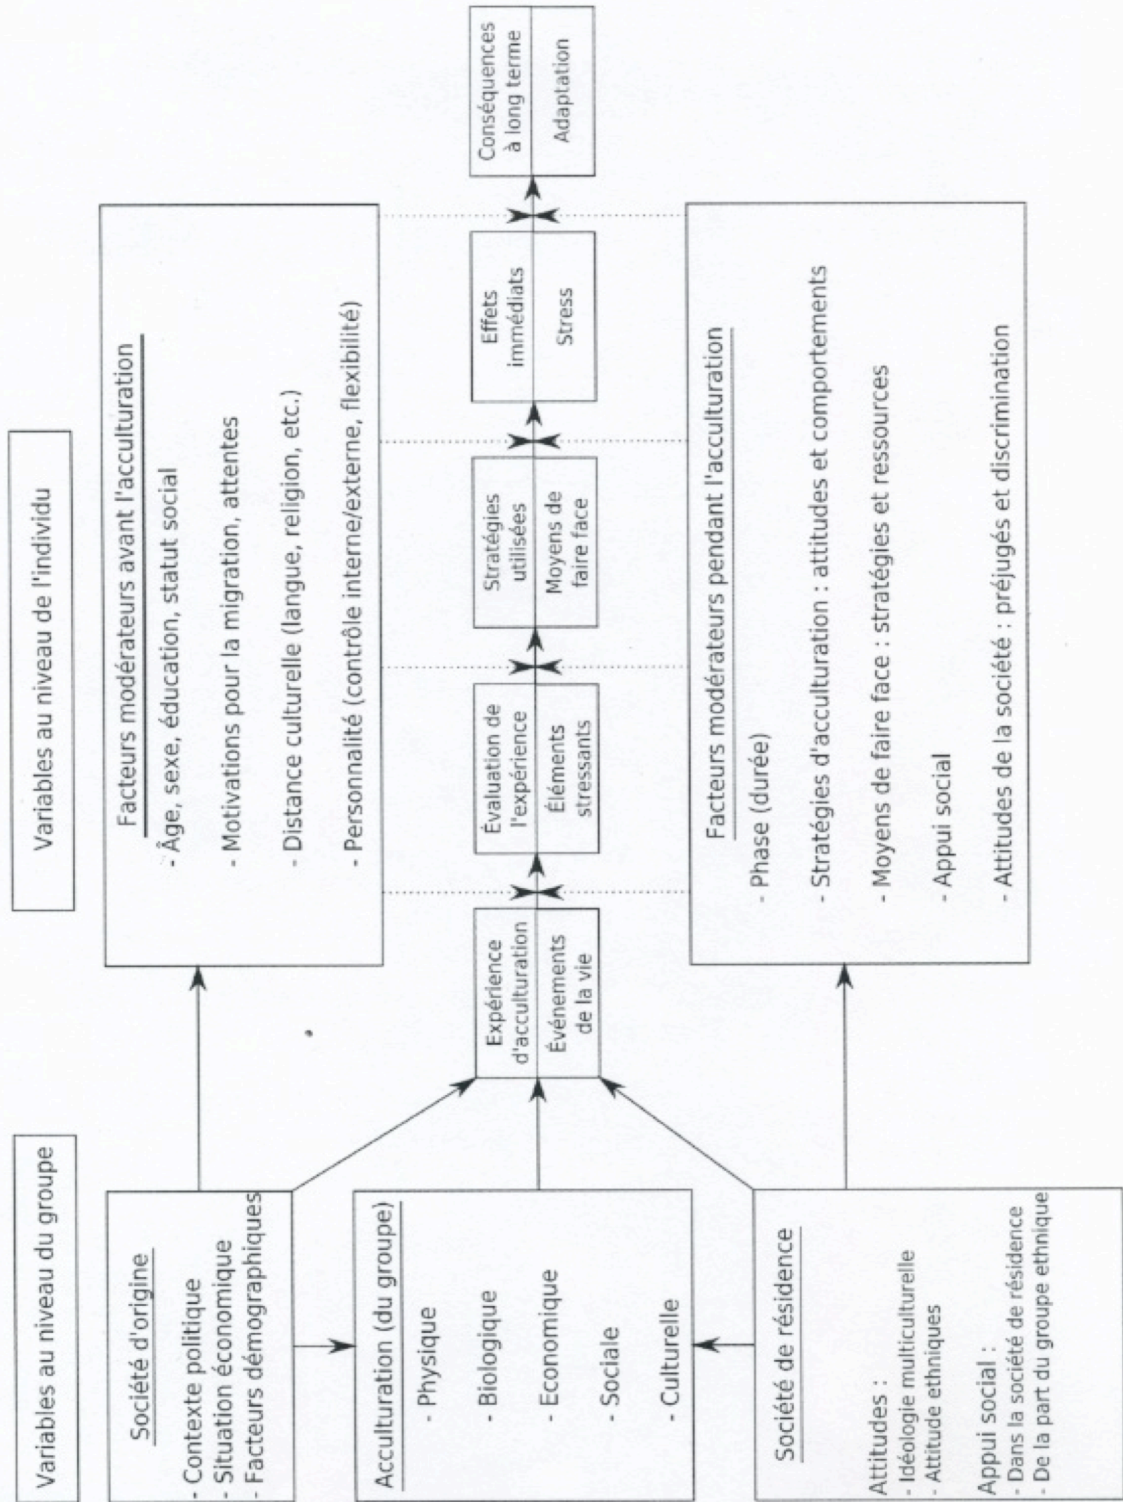 Variables au niveau du groupe
Variables au niveau de l'individu
Société d'origine
- Contexte politique
- Situation économique
- Facteurs démographiques
Acculturation (du groupe)
- Physique
- Biologique
- Economique
- Sociale
- Culturelle
Société de résidence
Attitudes :
- Idéologie multiculturelle
- Attitude ethniques
Appui social :
- Dans la société de résidence
- De la part du groupe ethnique
Facteurs modérateurs avant l'acculturation
- Âge, sexe, éducation, statut social
- Motivations pour la migration, attentes
- Distance culturelle (langue, religion, etc.)
- Personnalité (contrôle interne/externe, flexibilité)
Expérience
d'acculturation
Événements
de la vie
Évaluation de
l'expérience
Éléments
stressants
Stratégies
utilisées
Moyens de
faire face
Effets
immédiats
Stress
Conséquences
à long terme
Adaptation
Facteurs modérateurs pendant l'acculturation
- Phase (durée)
- Stratégies d'acculturation : attitudes et comportements
- Moyens de faire face : stratégies et ressources
- Appui social
- Attitudes de la société : préjugés et discrimination